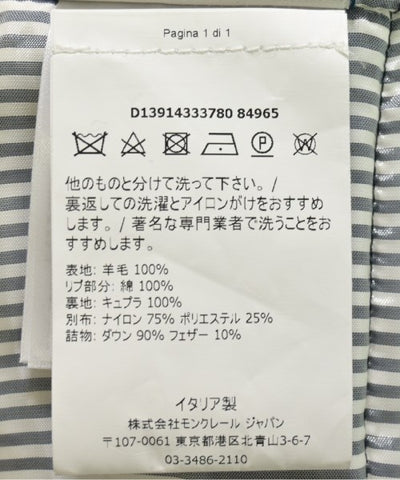 Pagina 1 di 1
D13914333780 84965
P
W
他のものと分けて洗って下さい。/
裏返しての洗濯とアイロンがけをおすすめ
します。/ 著名な専門業者で洗うことをおす
すめします。
表地: 羊毛 100%
リブ部分: 綿 100%
裏地: キュプラ 100%
別布: ナイロン 75% ポリエステル 25%
詰物: ダウン 90% フェザー 10%
イタリア製
株式会社モンクレール ジャパン
〒107-0061 東京都港区北青山3-6-7
03-3486-2110